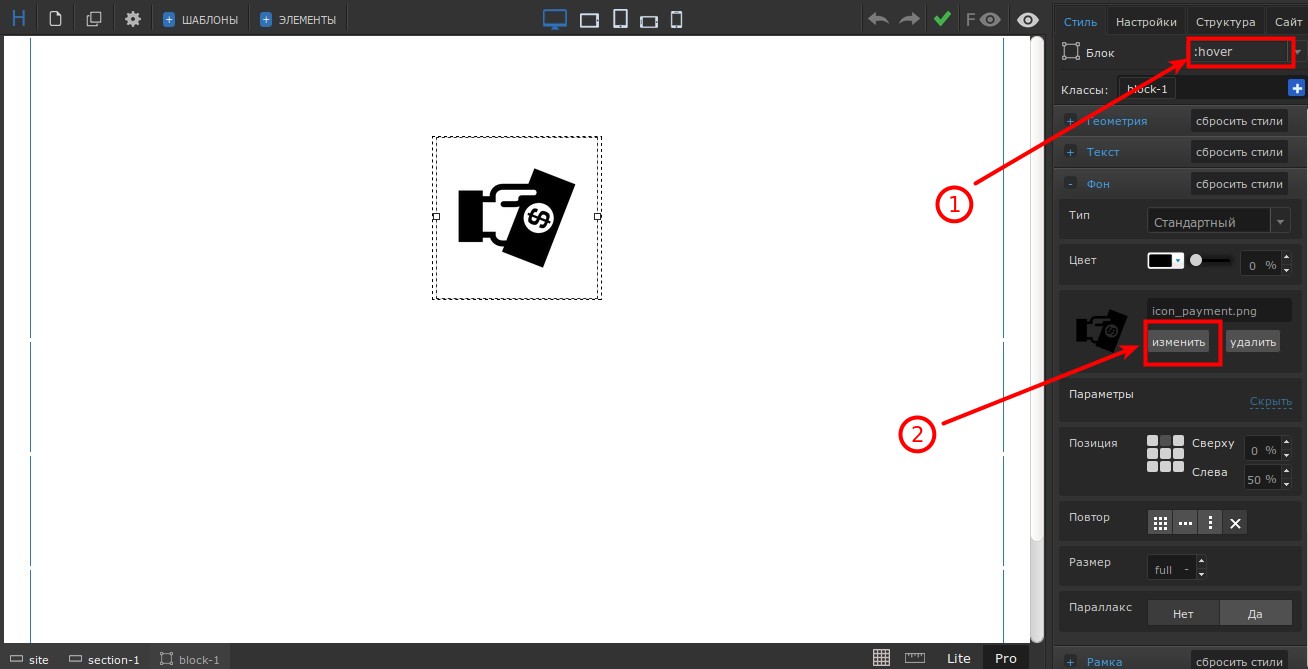 H
ШАБЛОНЫ
ЭЛЕМЕНТЫ
F
Стиль
Настройки
Структура
Сайт
Блок
:hover
Классы:
block-1
+ Геометрия
сбросить стили
+ Текст
сбросить стили
- Фон
сбросить стили
Тип
Стандартный
Цвет
0 %
icon_payment.png
изменить
удалить
Параметры
Скрыть
Позиция
Сверху
0 %
Слева
50 %
Повтор
Размер
full -
Параллакс
Нет
Да
+ Рамка
сбросить стили
$
1
2
site
section-1
block-1
Lite
Pro